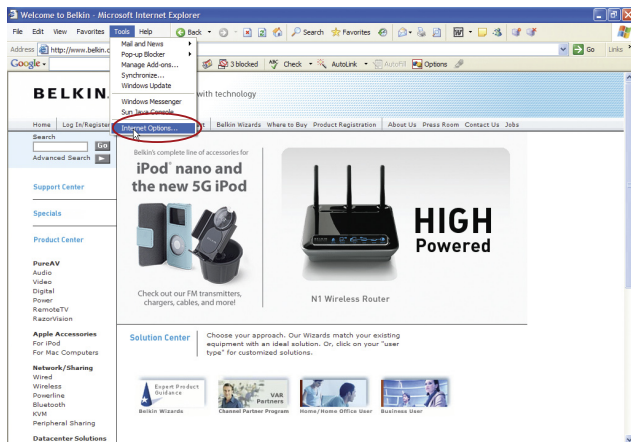 Welcome to Belkin - Microsoft Internet Explorer
File Edit View Favorites Tools Help Back Search Favorites
Address http://www.belkin.c Go Links
Mail and News
Pop-up Blocker
Manage Add-ons...
Synchronize...
Windows Update
Windows Messenger
Sun Java Console
Internet Options...
Google 3 blocked Check AutoLink AutoFill Options
BELKIN. with technology
Home Log In/Register Belkin Wizards Where to Buy Product Registration About Us Press Room Contact Us Jobs
Search
Go
Advanced Search
Support Center
Specials
Product Center
PureAV
Audio
Video
Digital
Power
RemoteTV
RazorVision
Apple Accessories
For iPod
For Mac Computers
Network/Sharing
Wired
Wireless
Powerline
Bluetooth
KVM
Peripheral Sharing
Datacenter Solutions
Belkin's complete line of accessories for
iPod® nano and
the new 5G iPod
Check out our FM transmitters,
chargers, cables, and more!
HIGH
Powered
N1 Wireless Router
Solution Center
Choose your approach. Our Wizards match your existing
equipment with an ideal solution. Or, click on your "user
type" for customized solutions.
Expert Product
Guidance
Belkin Wizards
VAR
Partners
Channel Partner Program
Home/Home Office User
Business User